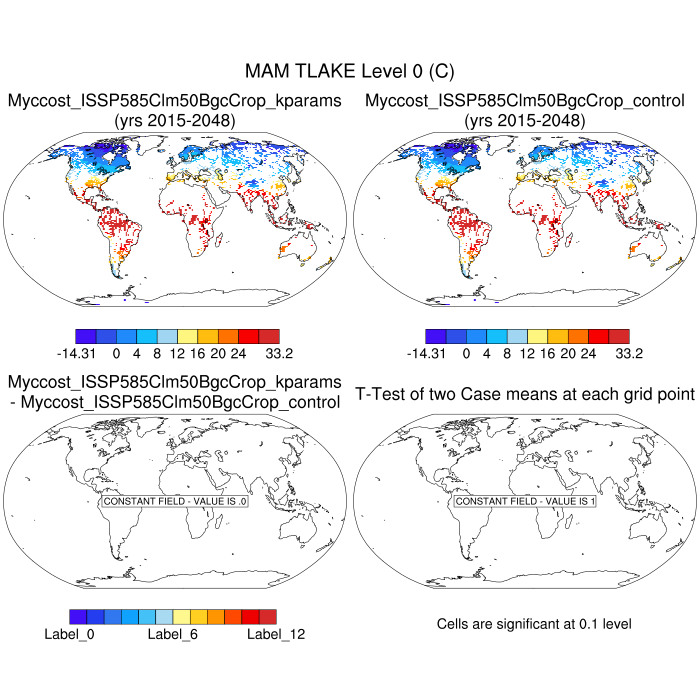 MAM TLAKE Level 0 (C)
Myccost_ISSP585Clm50BgcCrop_kparams
(yrs 2015-2048)
Myccost_ISSP585Clm50BgcCrop_control
(yrs 2015-2048)
-14.31 0 4 8 12 16 20 24 33.2
-14.31 0 4 8 12 16 20 24 33.2
Myccost_ISSP585Clm50BgcCrop_kparams
- Myccost_ISSP585Clm50BgcCrop_control
T-Test of two Case means at each grid point
CONSTANT FIELD - VALUE IS .0
CONSTANT FIELD - VALUE IS 1
Label_0 Label_6 Label_12
Cells are significant at 0.1 level